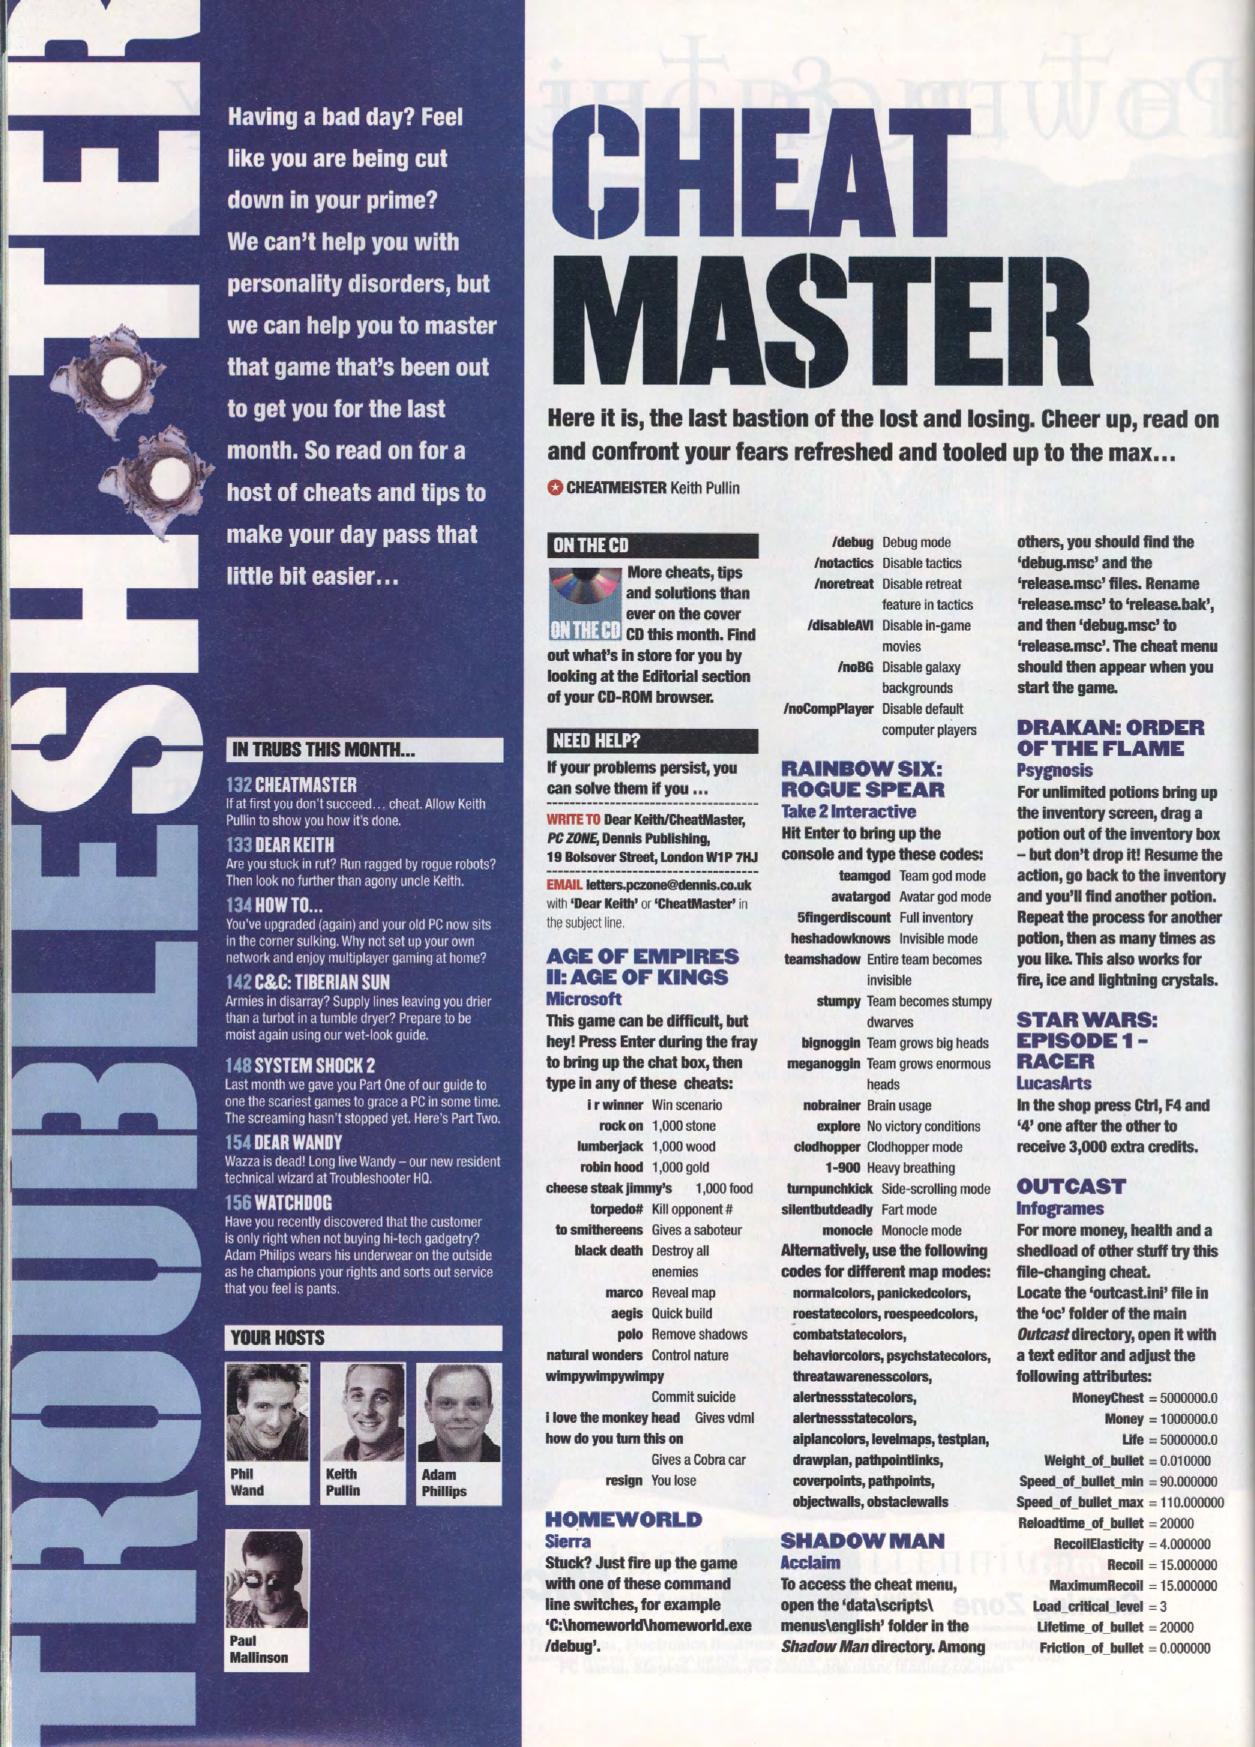 TROUBLESHOOTER
Having a bad day? Feel
like you are being cut
down in your prime?
We can't help you with
personality disorders, but
we can help you to master
that game that's been out
to get you for the last
month. So read on for a
host of cheats and tips to
make your day pass that
little bit easier...
IN TRUBS THIS MONTH...
132 CHEATMASTER
If at first you don't succeed... cheat. Allow Keith
Pullin to show you how it's done.
133 DEAR KEITH
Are you stuck in rut? Run ragged by rogue robots?
Then look no further than agony uncle Keith.
134 HOW TO...
You've upgraded (again) and your old PC now sits
in the corner sulking. Why not set up your own
network and enjoy multiplayer gaming at home?
142 C&C: TIBERIAN SUN
Armies in disarray? Supply lines leaving you drier
than a turbot in a tumble dryer? Prepare to be
moist again using our wet-look guide.
148 SYSTEM SHOCK 2
Last month we gave you Part One of our guide to
one the scariest games to grace a PC in some time.
The screaming hasn't stopped yet. Here's Part Two.
154 DEAR WANDY
Wazza is dead! Long live Wandy – our new resident
technical wizard at Troubleshooter HQ.
156 WATCHDOG
Have you recently discovered that the customer
is only right when not buying hi-tech gadgetry?
Adam Philips wears his underwear on the outside
as he champions your rights and sorts out service
that you feel is pants.
YOUR HOSTS
Phil
Wand
Keith
Pullin
Adam
Phillips
Paul
Mallinson
CHEAT
MASTER
Here it is, the last bastion of the lost and losing. Cheer up, read on
and confront your fears refreshed and tooled up to the max...
CHEATMEISTER Keith Pullin
ON THE CD
ON THE CD
More cheats, tips
and solutions than
ever on the cover
CD this month. Find
out what's in store for you by
looking at the Editorial section
of your CD-ROM browser.
NEED HELP?
If your problems persist, you
can solve them if you ...
WRITE TO Dear Keith/CheatMaster,
PC ZONE, Dennis Publishing,
19 Bolsover Street, London W1P 7HJ
EMAIL letters.pczone@dennis.co.uk
with 'Dear Keith' or 'CheatMaster' in
the subject line.
AGE OF EMPIRES
II: AGE OF KINGS
Microsoft
This game can be difficult, but
hey! Press Enter during the fray
to bring up the chat box, then
type in any of these cheats:
i r winner Win scenario
rock on 1,000 stone
lumberjack 1,000 wood
robin hood 1,000 gold
cheese steak jimmy's 1,000 food
torpedo# Kill opponent #
to smithereens Gives a saboteur
black death Destroy all
enemies
marco Reveal map
aegis Quick build
polo Remove shadows
natural wonders Control nature
wimpywimpywimpy
Commit suicide
i love the monkey head Gives vdml
how do you turn this on
Gives a Cobra car
resign You lose
HOMEWORLD
Sierra
Stuck? Just fire up the game
with one of these command
line switches, for example
'C:\homeworld\homeworld.exe
/debug'.
/debug Debug mode
/notactics Disable tactics
/noretreat Disable retreat
feature in tactics
/disableAVI Disable in-game
movies
/noBG Disable galaxy
backgrounds
/noCompPlayer Disable default
computer players
RAINBOW SIX:
ROGUE SPEAR
Take 2 Interactive
Hit Enter to bring up the
console and type these codes:
teamgod Team god mode
avatargod Avatar god mode
5fingerdiscount Full inventory
heshadowknows Invisible mode
teamshadow Entire team becomes
invisible
stumpy Team becomes stumpy
dwarves
bignoggin Team grows big heads
meganoggin Team grows enormous
heads
nobrainer Brain usage
explore No victory conditions
clodhopper Clodhopper mode
1-900 Heavy breathing
turnpunchkick Side-scrolling mode
silentbutdeadly Fart mode
monocle Monocle mode
Alternatively, use the following
codes for different map modes:
normalcolors, panickedcolors,
roestatecolors, roespeedcolors,
combatstatecolors,
behaviorcolors, psychstatecolors,
threatawarenesscolors,
alertnessstatecolors,
alertnessstatecolors,
aiplancolors, levelmaps, testplan,
drawplan, pathpointlinks,
coverpoints, pathpoints,
objectwalls, obstaclewalls
SHADOW MAN
Acclaim
To access the cheat menu,
open the 'data\scripts\
menus\english' folder in the
Shadow Man directory. Among
others, you should find the
'debug.msc' and the
'release.msc' files. Rename
'release.msc' to 'release.bak',
and then 'debug.msc' to
'release.msc'. The cheat menu
should then appear when you
start the game.
DRAKAN: ORDER
OF THE FLAME
Psygnosis
For unlimited potions bring up
the inventory screen, drag a
potion out of the inventory box
– but don't drop it! Resume the
action, go back to the inventory
and you'll find another potion.
Repeat the process for another
potion, then as many times as
you like. This also works for
fire, ice and lightning crystals.
STAR WARS:
EPISODE 1 –
RACER
LucasArts
In the shop press Ctrl, F4 and
'4' one after the other to
receive 3,000 extra credits.
OUTCAST
Infogrames
For more money, health and a
shedload of other stuff try this
file-changing cheat.
Locate the 'outcast.ini' file in
the 'oc' folder of the main
Outcast directory, open it with
a text editor and adjust the
following attributes:
MoneyChest = 5000000.0
Money = 1000000.0
Life = 5000000.0
Weight_of_bullet = 0.010000
Speed_of_bullet_min = 90.000000
Speed_of_bullet_max = 110.000000
Reloadtime_of_bullet = 20000
RecoilElasticity = 4.000000
Recoil = 15.000000
MaximumRecoil = 15.000000
Load_critical_level = 3
Lifetime_of_bullet = 20000
Friction_of_bullet = 0.000000